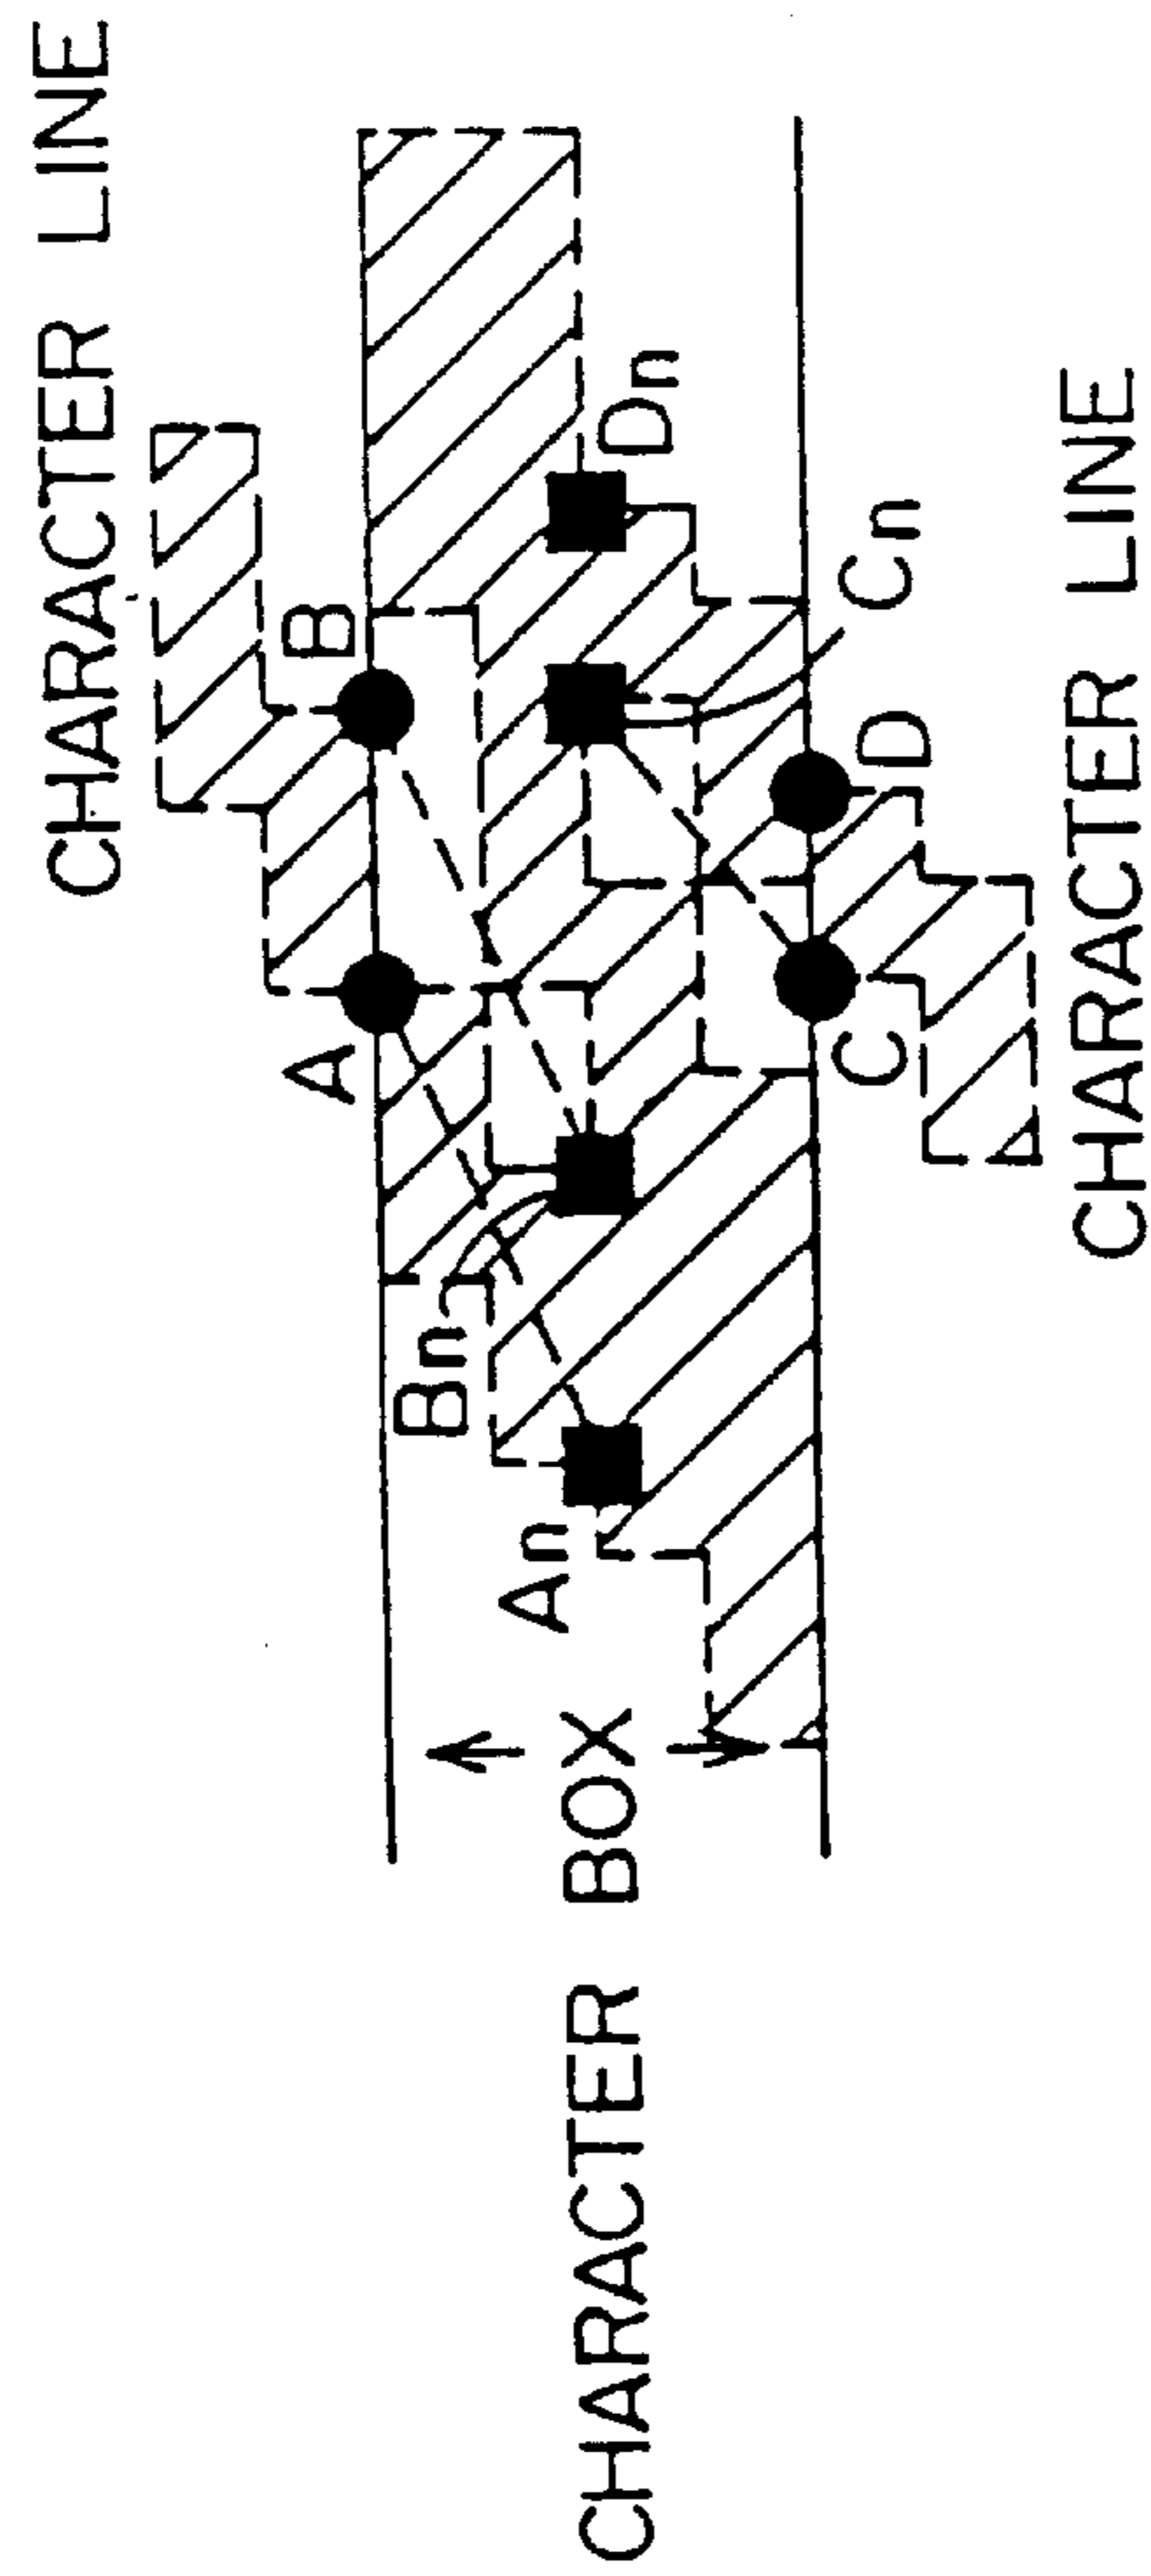 CHARACTER LINE
B
A
Dn
Cn
Bn
An
D
C
CHARACTER BOX
CHARACTER LINE